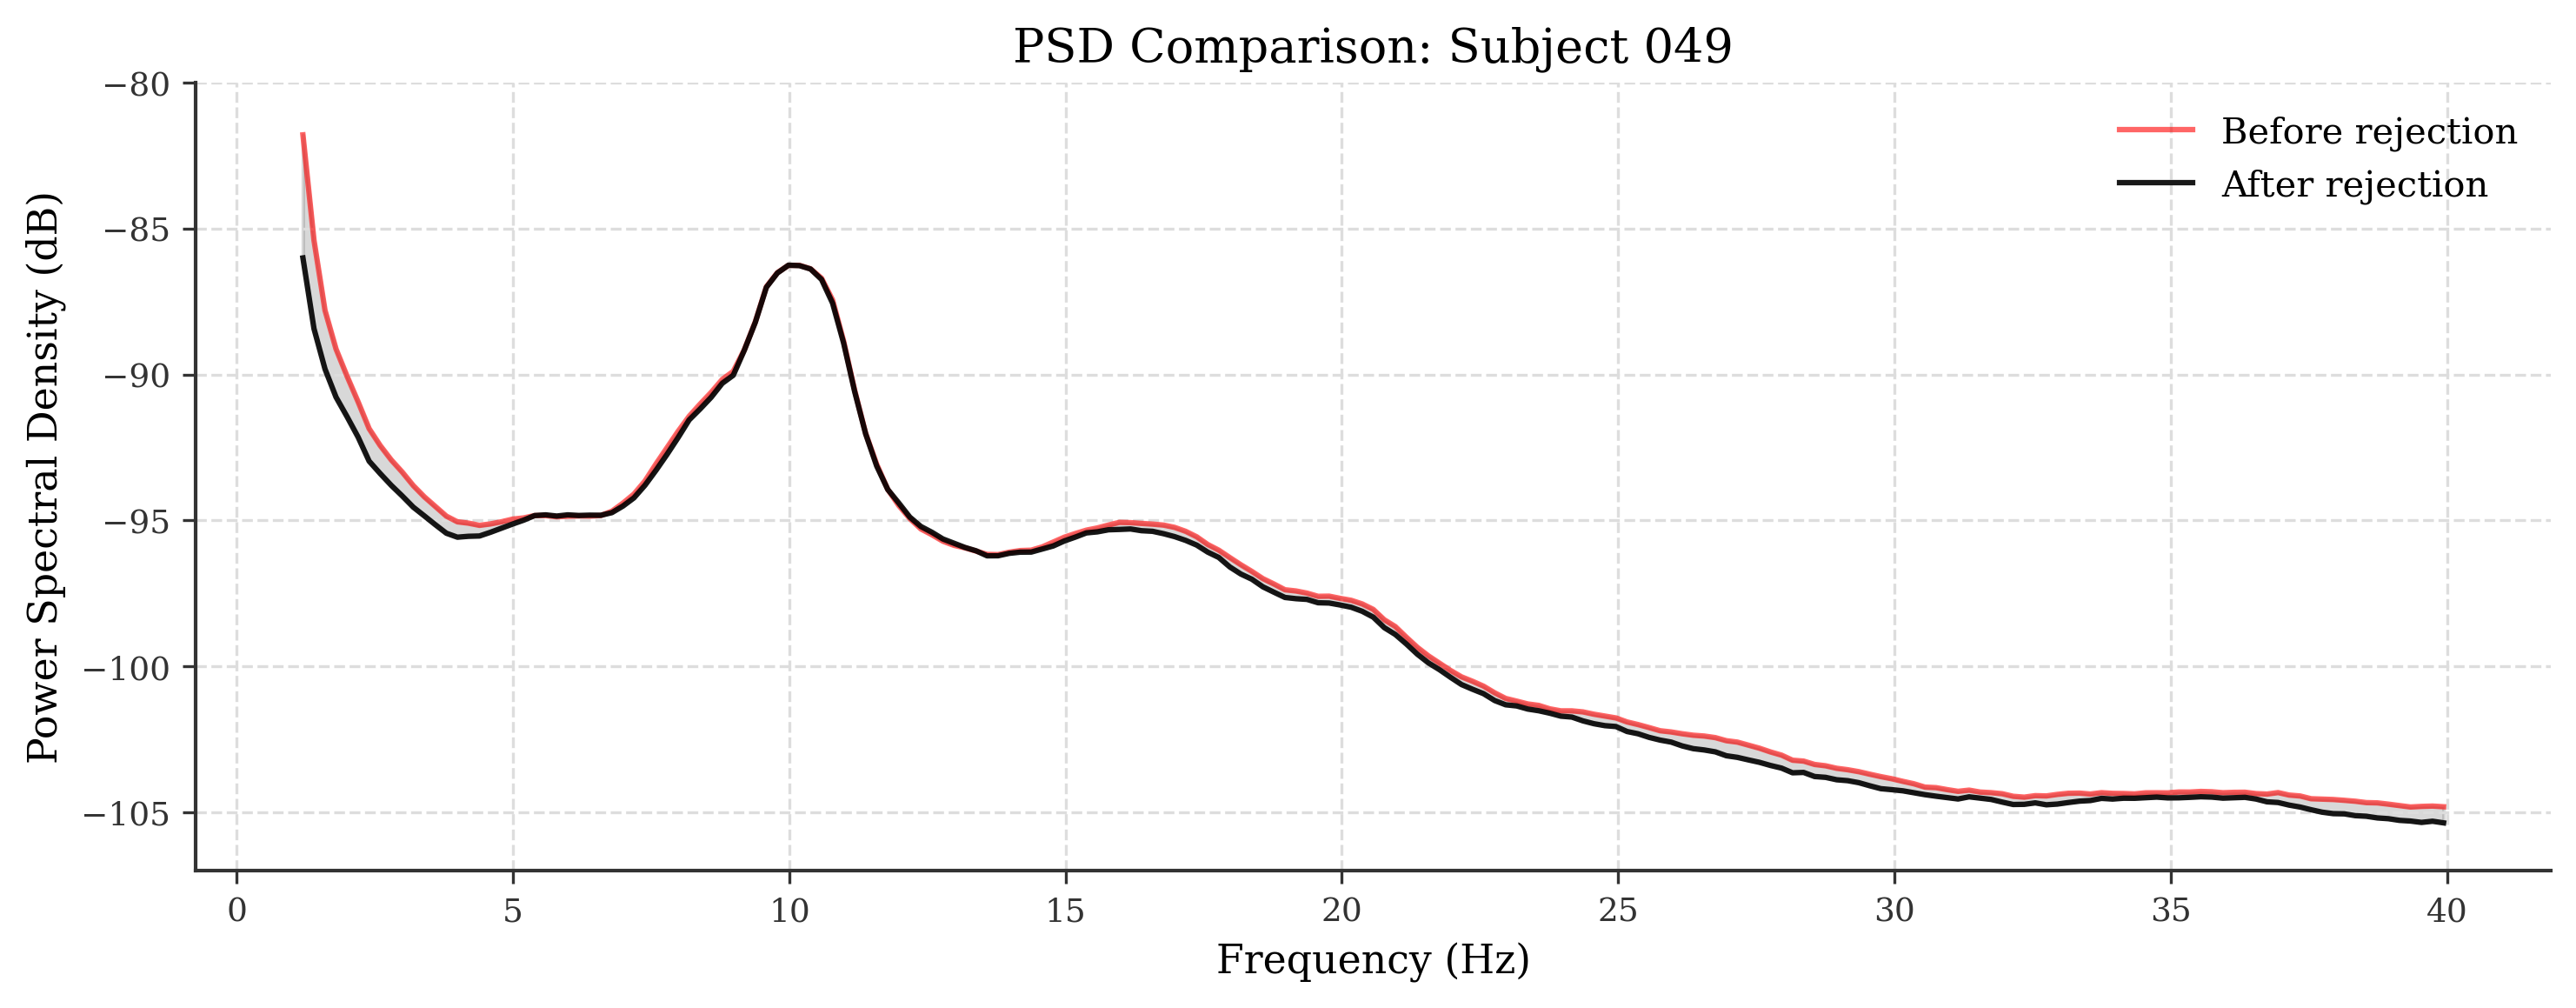 PSD Comparison: Subject 049
Before rejection
After rejection
Power Spectral Density (dB)
−80
−85
−90
−95
−100
−105
0 5 10 15 20 25 30 35 40
Frequency (Hz)